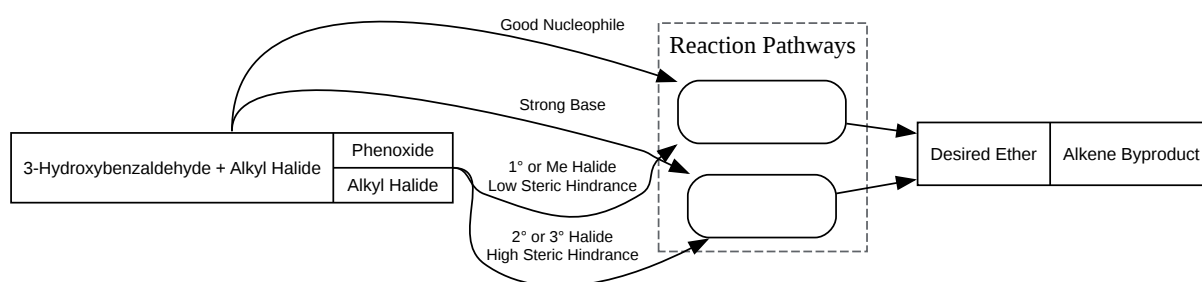 Good Nucleophile
Reaction Pathways
Strong Base
3-Hydroxybenzaldehyde + Alkyl Halide
Phenoxide
Alkyl Halide
1° or Me Halide
Low Steric Hindrance
2° or 3° Halide
High Steric Hindrance
Desired Ether
Alkene Byproduct